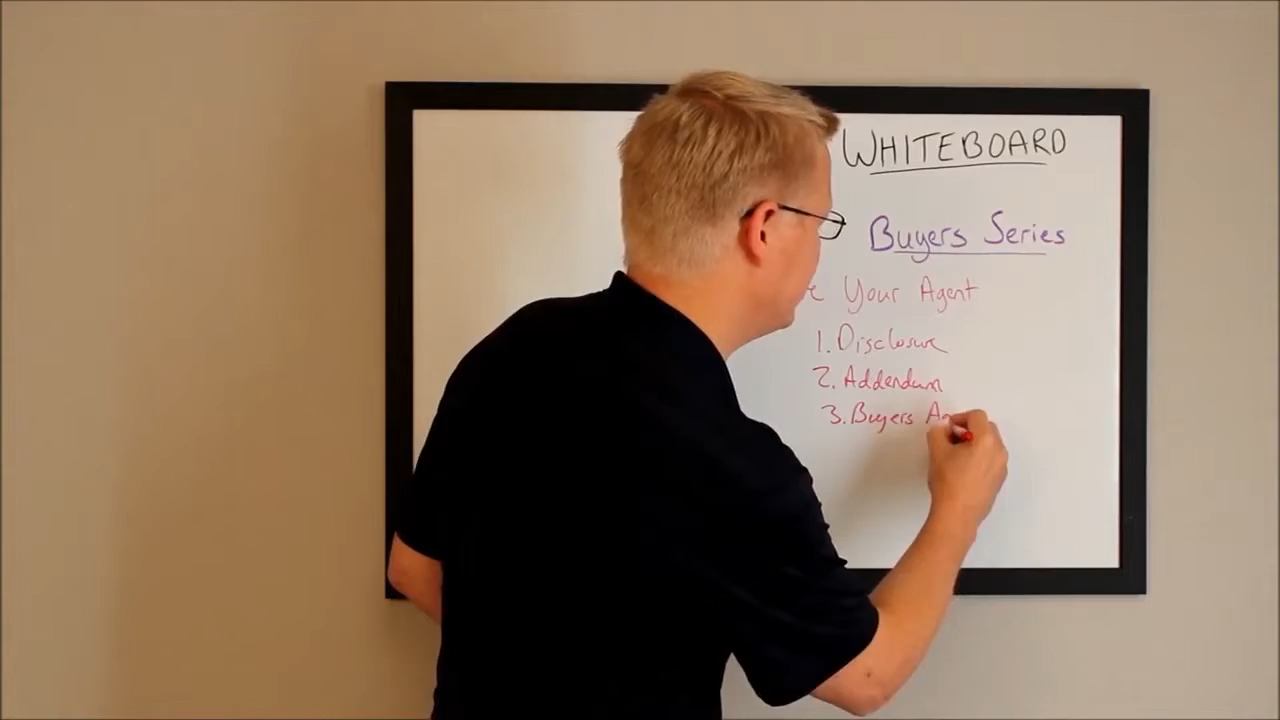 WHITEBOARD
Buyers Series
Your Agent
1. Disclosure
2. Addendum
3. Buyers